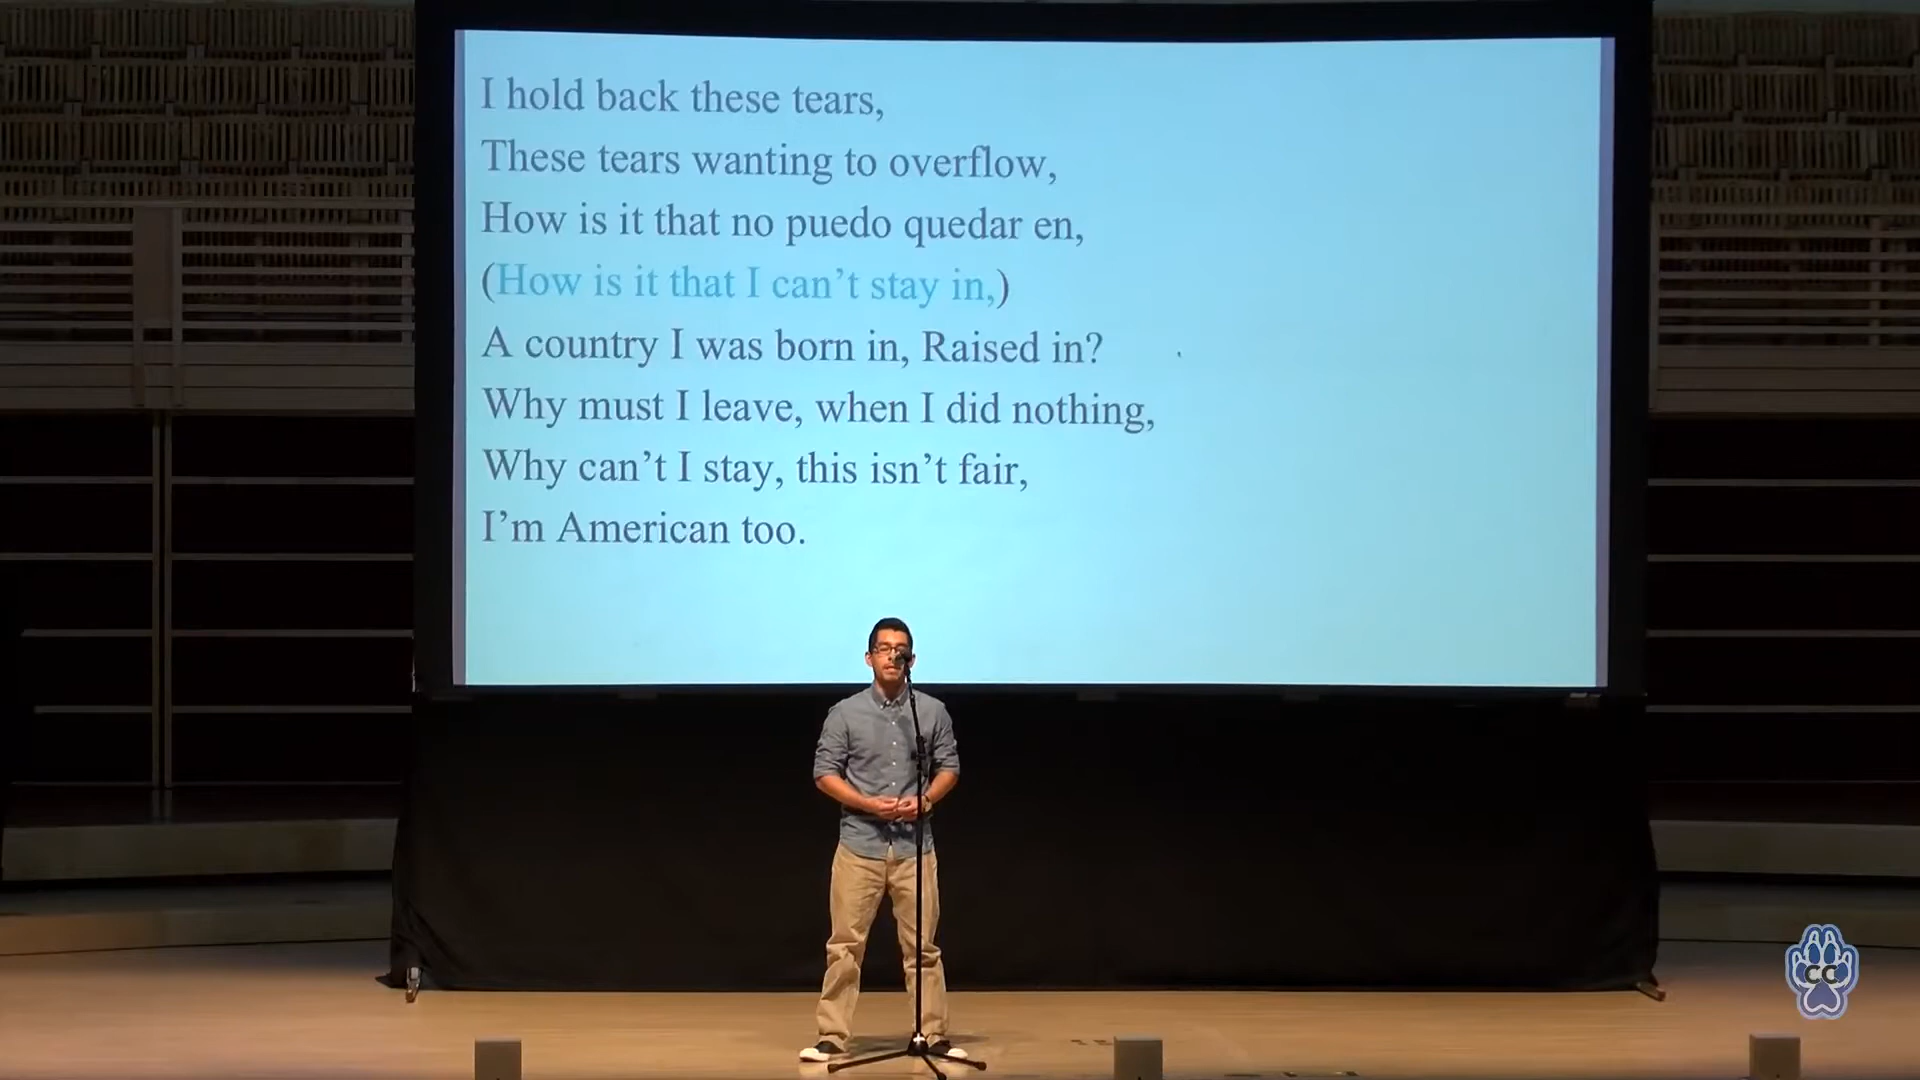 I hold back these tears,
These tears wanting to overflow,
How is it that no puedo quedar en,
(How is it that I can’t stay in,)
A country I was born in, Raised in?
Why must I leave, when I did nothing,
Why can’t I stay, this isn’t fair,
I’m American too.
CC